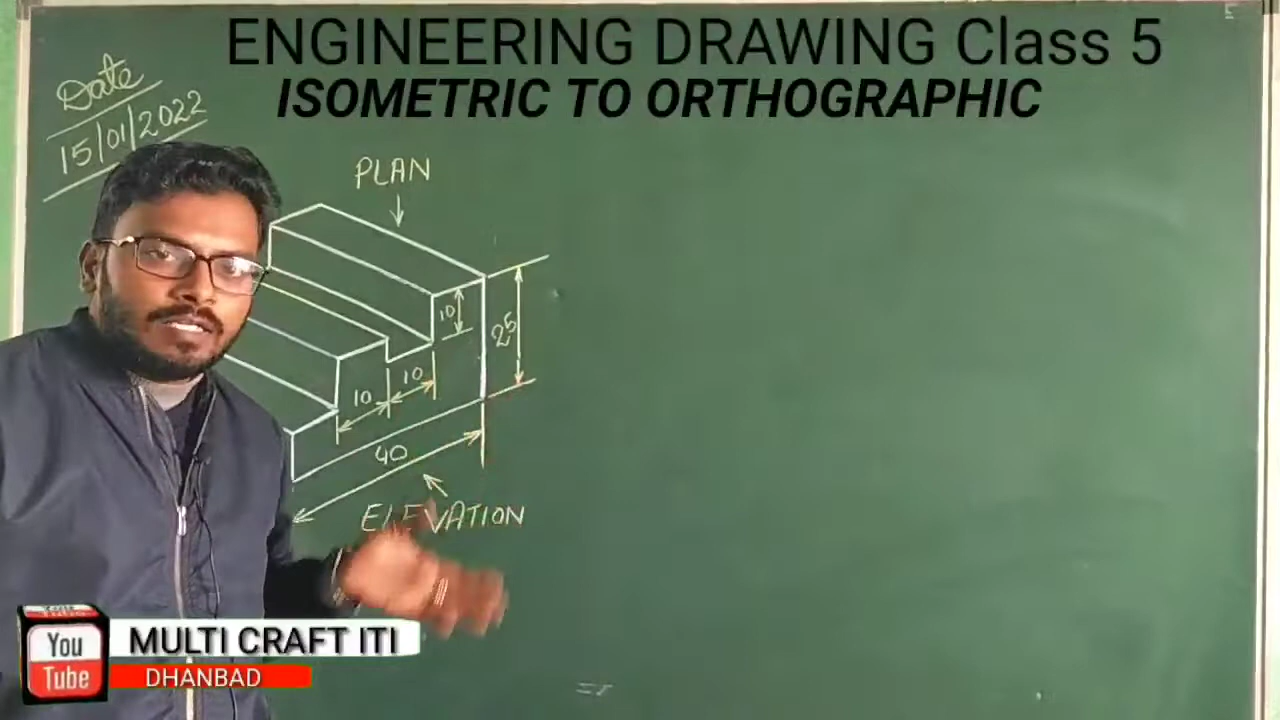 ENGINEERING DRAWING Class 5
ISOMETRIC TO ORTHOGRAPHIC
Date
15/01/2022
PLAN
10
25
10
10
40
ELEVATION
You
Tube
MULTI CRAFT ITI
DHANBAD